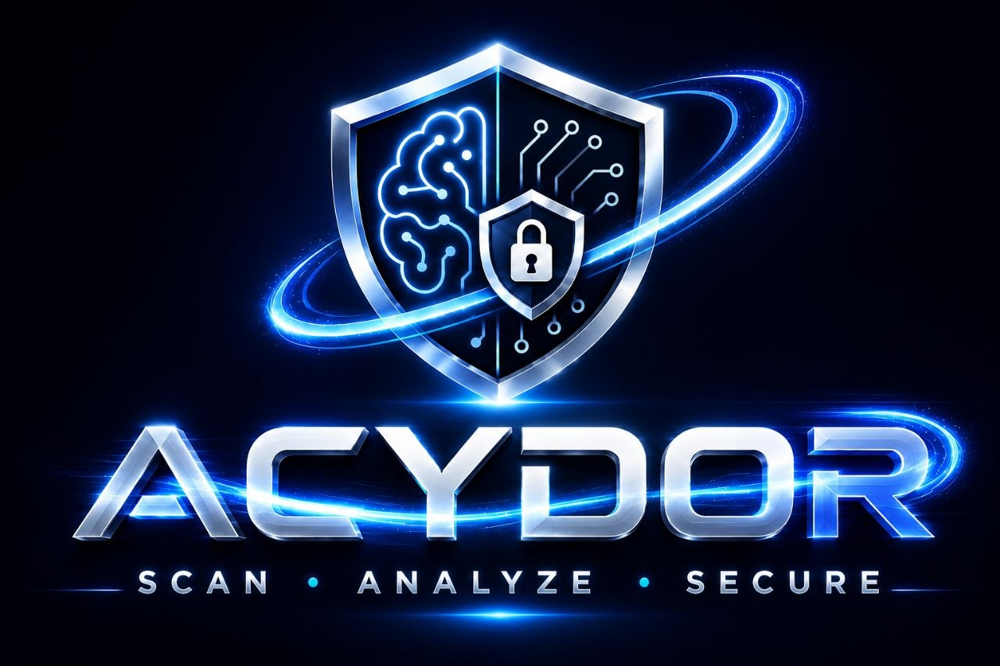 ACYDOR
SCAN • ANALYZE • SECURE